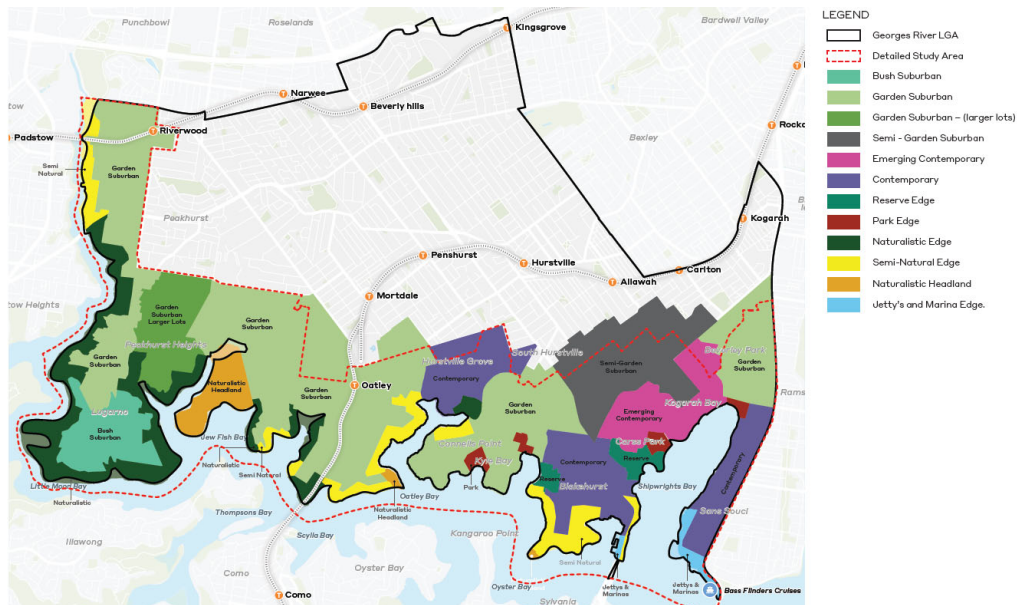 Punchbowl
Roselands
Bardwell Valley
Kingsgrove
Narwee
Beverly hills
Padstow
Riverwood
Bexley
Semi
Natural
Garden
Suburban
Peakhurst
Kogarah
Penshurst
Hurstville
Allawah
Carlton
tow Heights
Mortdale
Garden
Suburban
Larger Lots
Garden
Suburban
Peakhurst Heights
South Hurstville
Hurstville Grove
Contemporary
Semi-Garden
Suburban
Garden
Suburban
Garden
Suburban
Naturalistic
Headland
Garden
Suburban
Oatley
Garden
Suburban
Kogarah Bay
Rams
Lugarno
Bush
Suburban
Emerging
Contemporary
Jew Fish Bay
Naturalistic
Connells Point
Carss Park
Semi Natural
Kyle Bay
Contemporary
Reserve
Contemporary
Little Moon Bay
Naturalistic
Park
Reserve
Blakehurst
Shipwrights Bay
Oatley Bay
Naturalistic
Headland
Sans Souci
Thompsons Bay
Scylla Bay
Kangaroo Point
Illawong
Como
Oyster Bay
Semi Natural
Oyster Bay
Jettys &
Marinas
Jettys &
Marinas
Bass Flinders Cruises
Como
Sylvania
LEGEND
Georges River LGA
Detailed Study Area
Bush Suburban
Garden Suburban
Garden Suburban – (larger lots)
Semi - Garden Suburban
Emerging Contemporary
Contemporary
Reserve Edge
Park Edge
Naturalistic Edge
Semi-Natural Edge
Naturalistic Headland
Jetty's and Marina Edge.